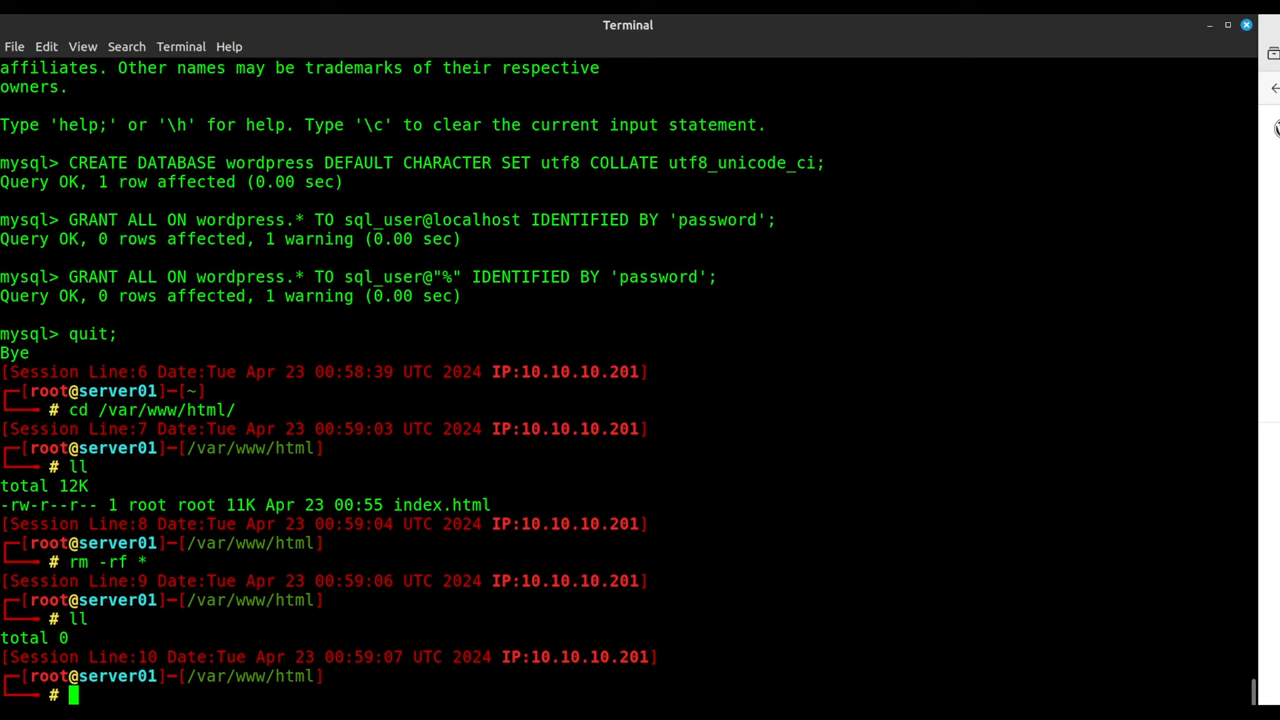 Terminal
File Edit View Search Terminal Help
affiliates. Other names may be trademarks of their respective
owners.
Type 'help;' or '\h' for help. Type '\c' to clear the current input statement.
mysql> CREATE DATABASE wordpress DEFAULT CHARACTER SET utf8 COLLATE utf8_unicode_ci;
Query OK, 1 row affected (0.00 sec)
mysql> GRANT ALL ON wordpress.* TO sql_user@localhost IDENTIFIED BY 'password';
Query OK, 0 rows affected, 1 warning (0.00 sec)
mysql> GRANT ALL ON wordpress.* TO sql_user@"%" IDENTIFIED BY 'password';
Query OK, 0 rows affected, 1 warning (0.00 sec)
mysql> quit;
Bye
[Session Line:6 Date:Tue Apr 23 00:58:39 UTC 2024 IP:10.10.10.201]
┌─[root@server01]─[~]
└──╼ # cd /var/www/html/
[Session Line:7 Date:Tue Apr 23 00:59:03 UTC 2024 IP:10.10.10.201]
┌─[root@server01]─[/var/www/html]
└──╼ # ll
total 12K
-rw-r--r-- 1 root root 11K Apr 23 00:55 index.html
[Session Line:8 Date:Tue Apr 23 00:59:04 UTC 2024 IP:10.10.10.201]
┌─[root@server01]─[/var/www/html]
└──╼ # rm -rf *
[Session Line:9 Date:Tue Apr 23 00:59:06 UTC 2024 IP:10.10.10.201]
┌─[root@server01]─[/var/www/html]
└──╼ # ll
total 0
[Session Line:10 Date:Tue Apr 23 00:59:07 UTC 2024 IP:10.10.10.201]
┌─[root@server01]─[/var/www/html]
└──╼ #